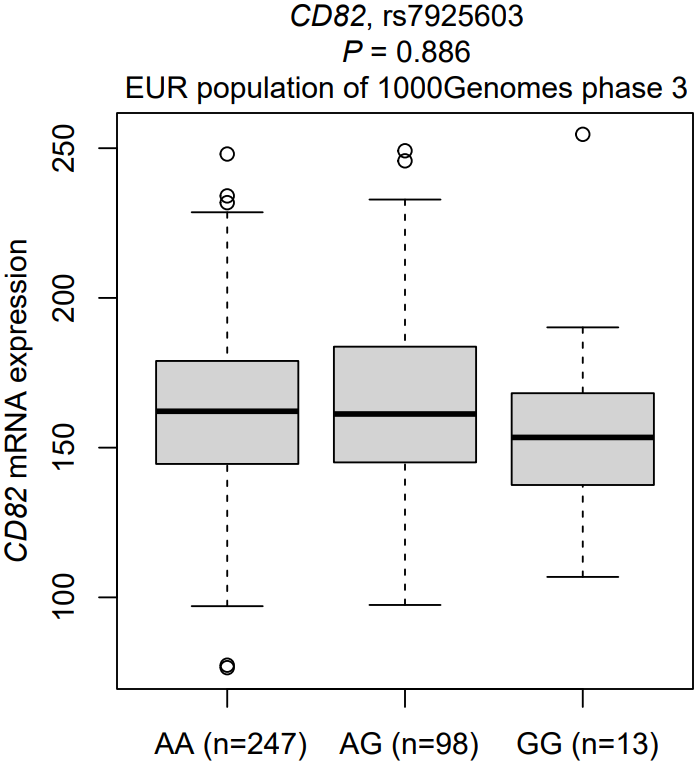 CD82, rs7925603
P = 0.886
EUR population of 1000Genomes phase 3
250
200
150
100
CD82 mRNA expression
AA (n=247) AG (n=98) GG (n=13)